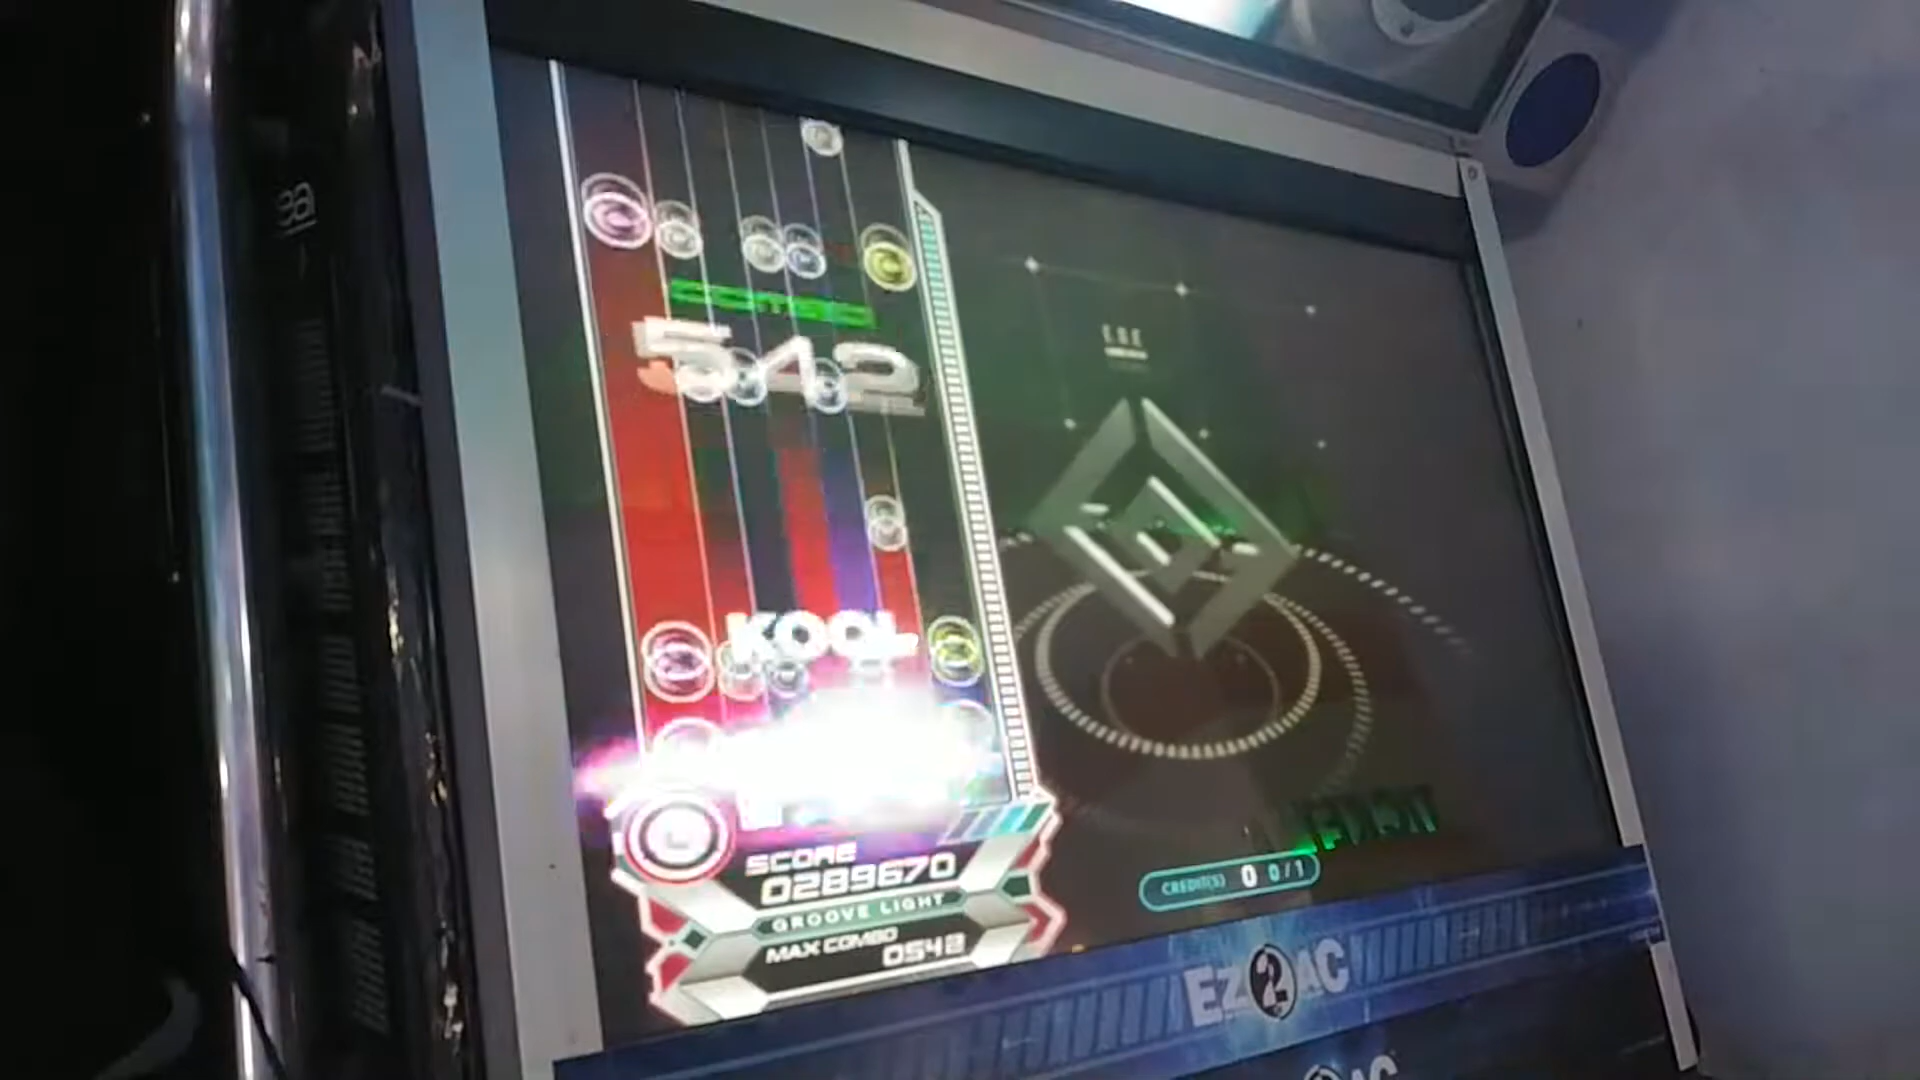 COMBO
542
KOOL
SCORE
0289670
GROOVE LIGHT
MAX COMBO
0542
CREDIT(S) 0 0/1
EZ2AC